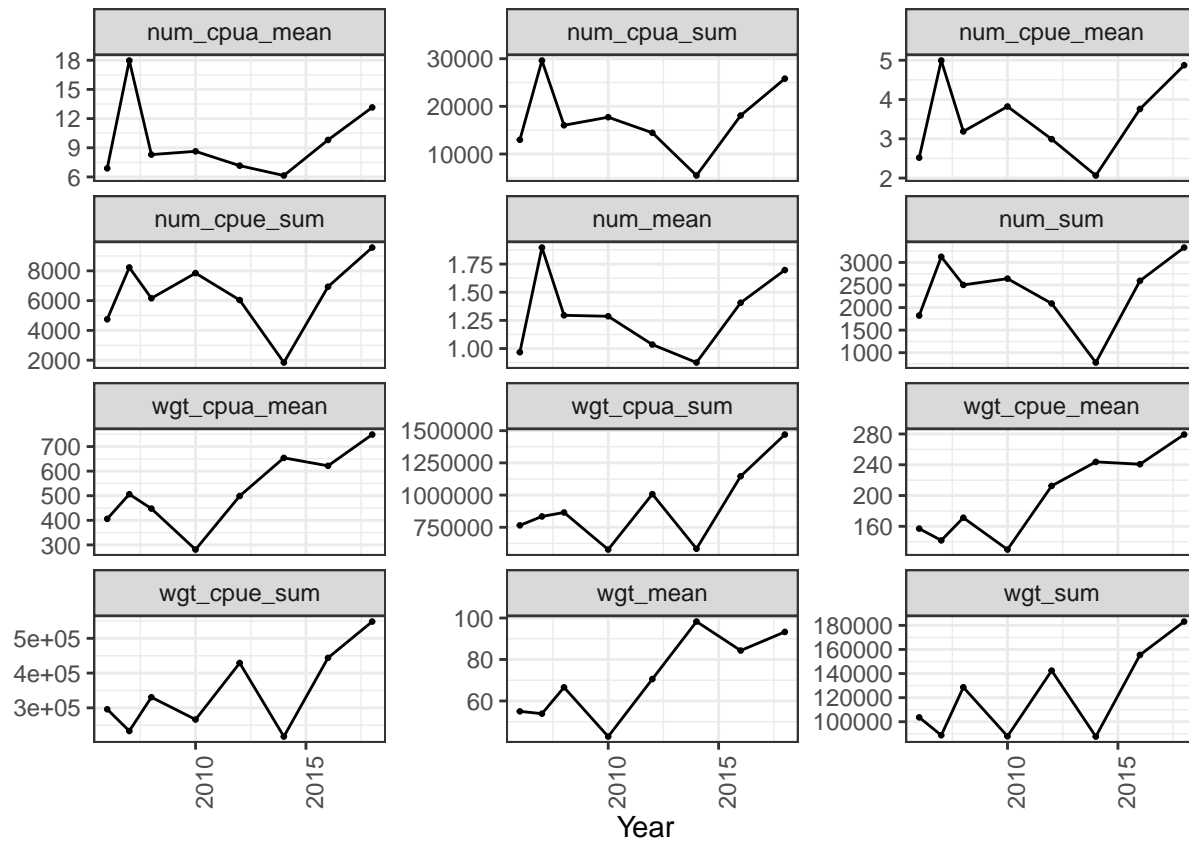 num_cpua_mean num_cpua_sum num_cpue_mean
18 30000 5
15
12 20000 4
9 3
6 10000 2
num_cpue_sum num_mean num_sum
8000 1.75 3000
6000 1.50 2500
4000 1.25 2000
2000 1.00 1500
1000
wgt_cpua_mean wgt_cpua_sum wgt_cpue_mean
700 1500000 280
600 1250000 240
500 1000000 200
400 750000 160
300
wgt_cpue_sum wgt_mean wgt_sum
5e+05 100 180000
4e+05 80 160000
3e+05 60 140000
120000
100000
2010 2015 2010 2015 2010 2015
Year